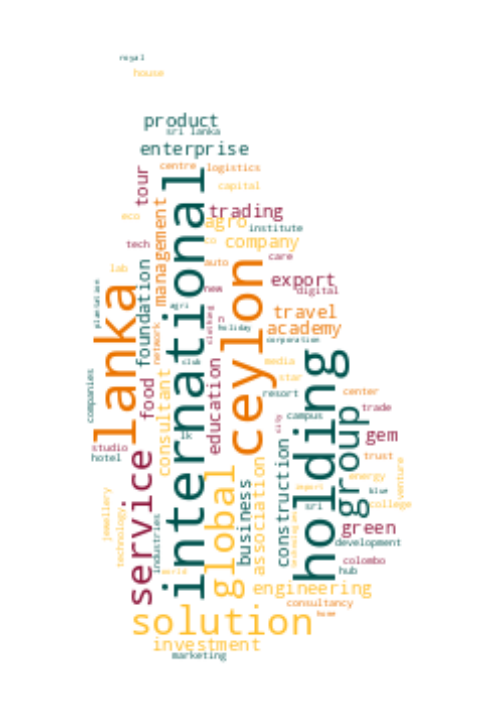 royal
house
product
sri lanka
enterprise
centre
logistics
tour
capital
international
trading
eco
agro
institute
management
tech
co
company
care
lab
auto
foundation
ceylon
export
digital
new
plantation
lanka
agri
clothing
n
holiday
travel
academy
network
corporation
club
media
holding
companies
food
consultant
education
star
resort
center
campus
trade
group
city
lk
gem
studio
hotel
service
global
construction
trust
business
association
energy
venture
jewellery
technology
import
blue
sri
college
industries
green
development
world
colombo
hub
engineering
consultancy
solution
home
investment
marketing